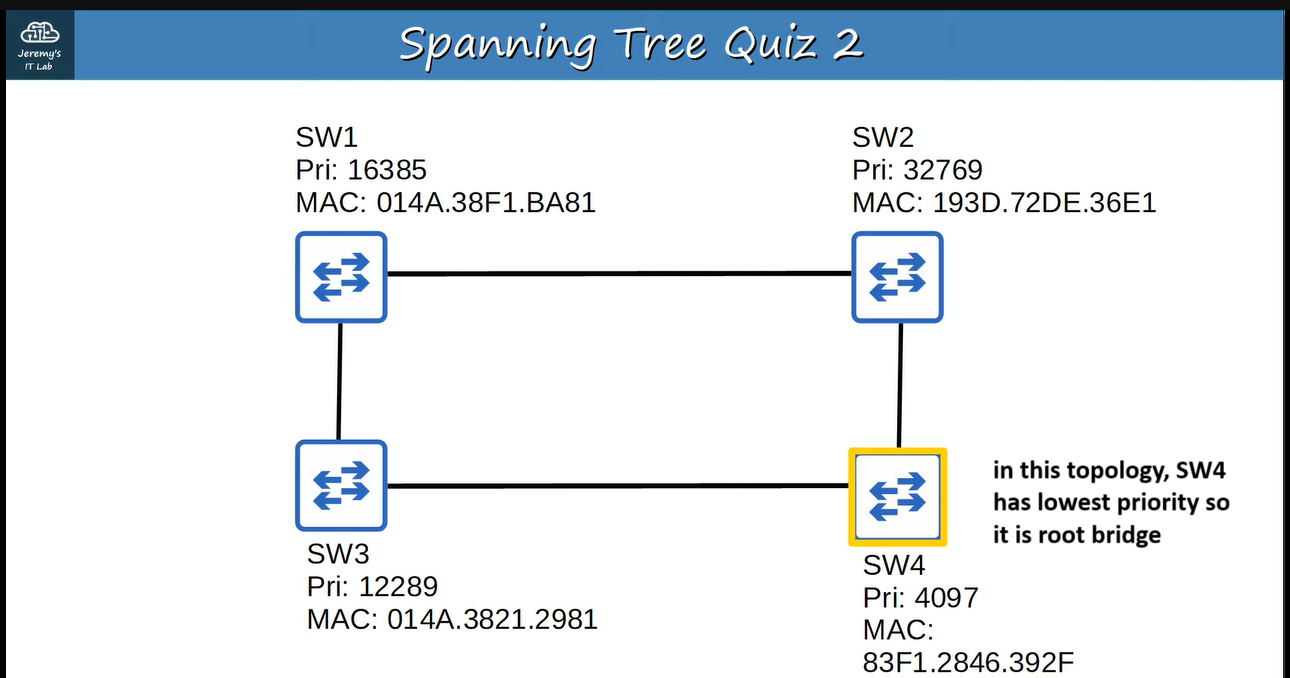 Jeremy's
IT Lab
Spanning Tree Quiz 2
SW1
Pri: 16385
MAC: 014A.38F1.BA81
SW2
Pri: 32769
MAC: 193D.72DE.36E1
SW3
Pri: 12289
MAC: 014A.3821.2981
in this topology, SW4
has lowest priority so
it is root bridge
SW4
Pri: 4097
MAC:
83F1.2846.392F